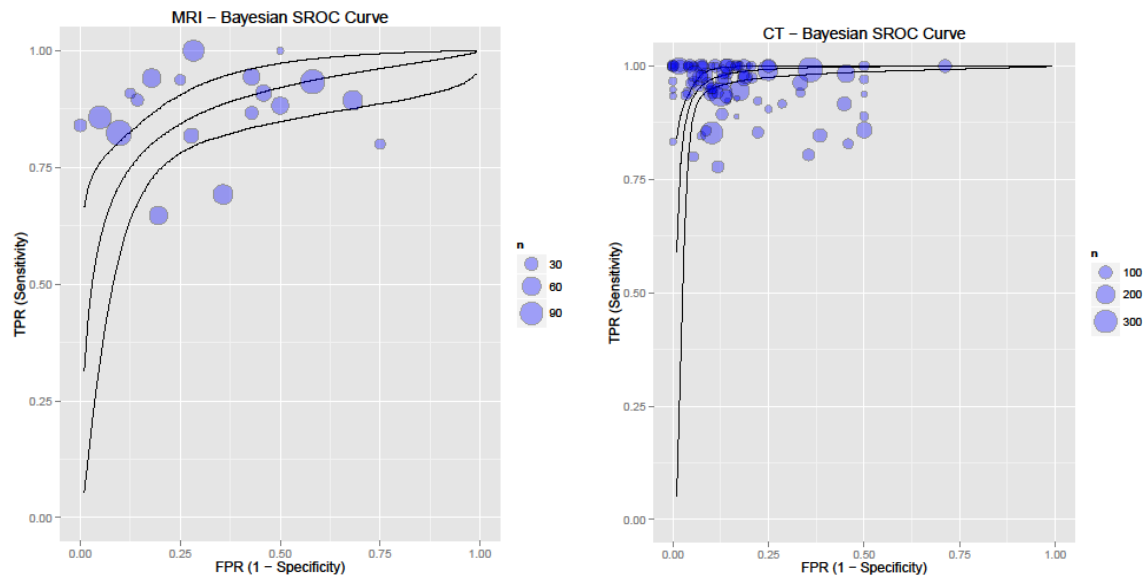 MRI − Bayesian SROC Curve
1.00
0.75
0.50
0.25
0.00
TPR (Sensitivity)
0.00 0.25 0.50 0.75 1.00
FPR (1 − Specificity)
n
30
60
90
CT − Bayesian SROC Curve
1.00
0.75
0.50
0.25
0.00
TPR (Sensitivity)
0.00 0.25 0.50 0.75 1.00
FPR (1 − Specificity)
n
100
200
300